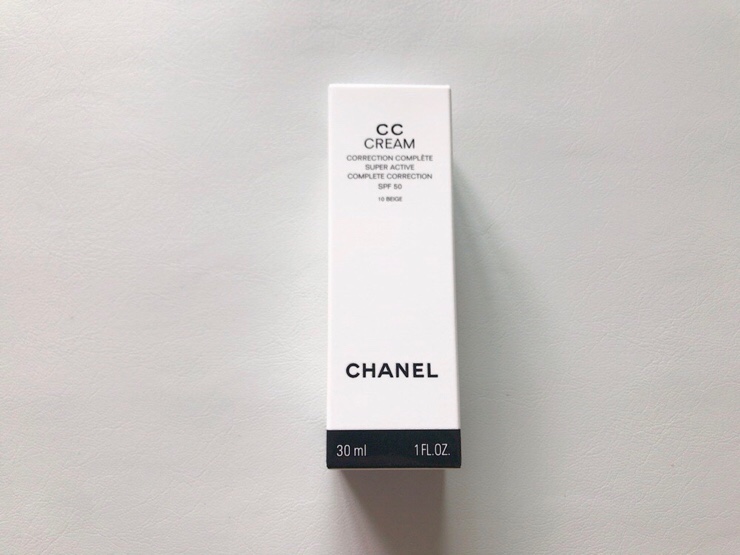 CC
CREAM
CORRECTION COMPLÈTE
SUPER ACTIVE
COMPLETE CORRECTION
SPF 50
10 BEIGE
CHANEL
30 ml 1 FL.OZ.